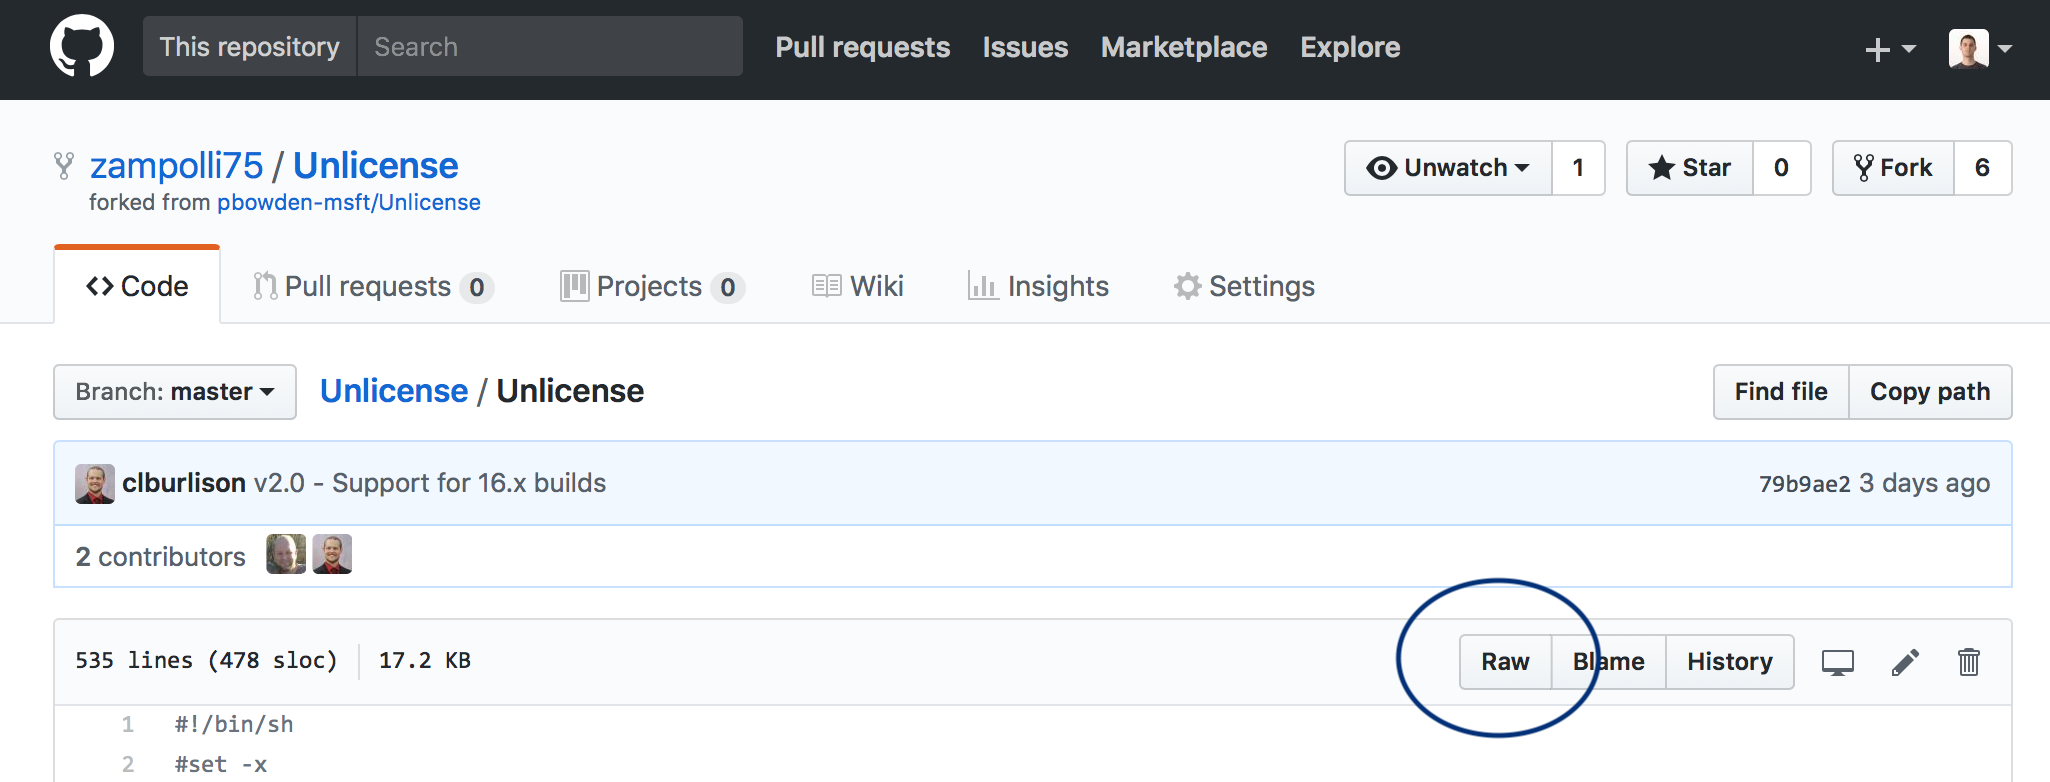 This repository Search Pull requests Issues Marketplace Explore
zampolli75 / Unlicense Unwatch 1 Star 0 Fork 6
forked from pbowden-msft/Unlicense
Code Pull requests 0 Projects 0 Wiki Insights Settings
Branch: master Unlicense / Unlicense Find file Copy path
clburlison v2.0 - Support for 16.x builds 79b9ae2 3 days ago
2 contributors
535 lines (478 sloc) 17.2 KB Raw Blame History
1 #!/bin/sh
2 #set -x